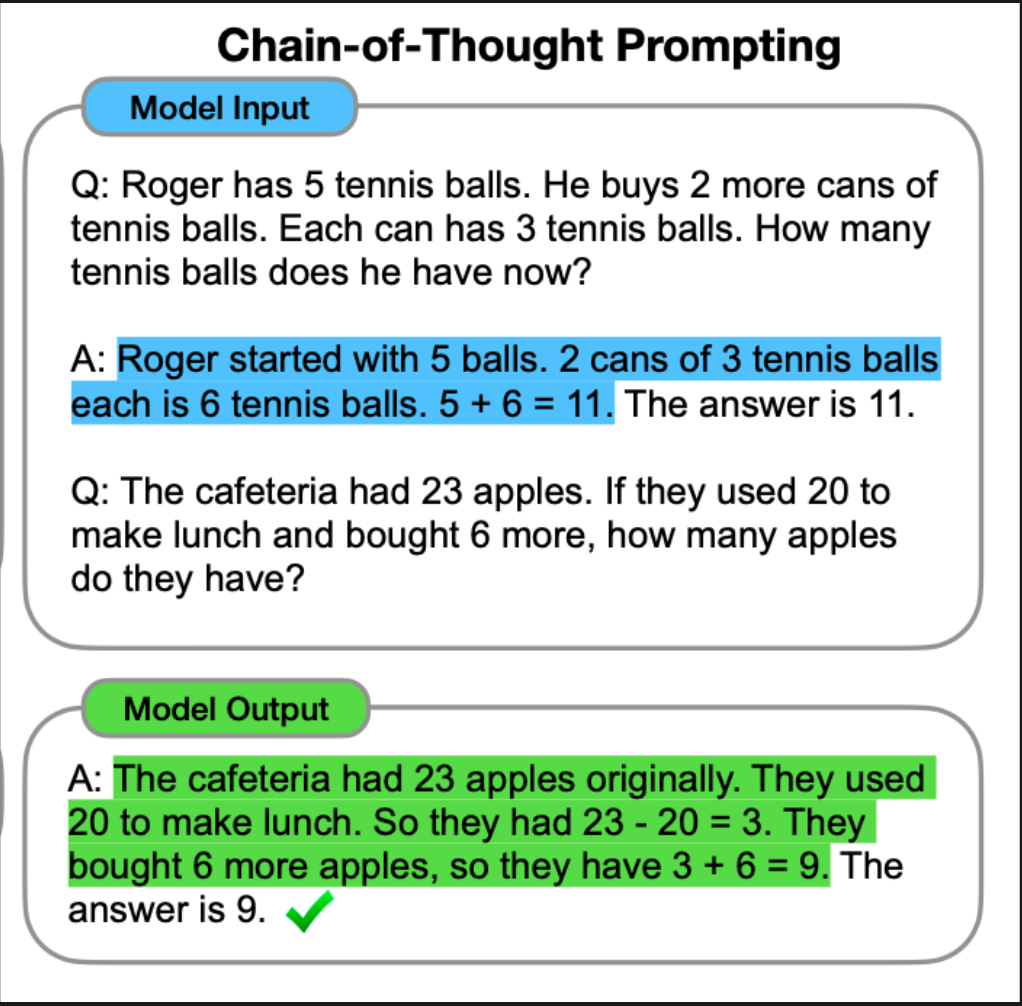 Chain-of-Thought Prompting
Model Input
Q: Roger has 5 tennis balls. He buys 2 more cans of
tennis balls. Each can has 3 tennis balls. How many
tennis balls does he have now?
A: Roger started with 5 balls. 2 cans of 3 tennis balls
each is 6 tennis balls. 5 + 6 = 11. The answer is 11.
Q: The cafeteria had 23 apples. If they used 20 to
make lunch and bought 6 more, how many apples
do they have?
Model Output
A: The cafeteria had 23 apples originally. They used
20 to make lunch. So they had 23 - 20 = 3. They
bought 6 more apples, so they have 3 + 6 = 9. The
answer is 9.